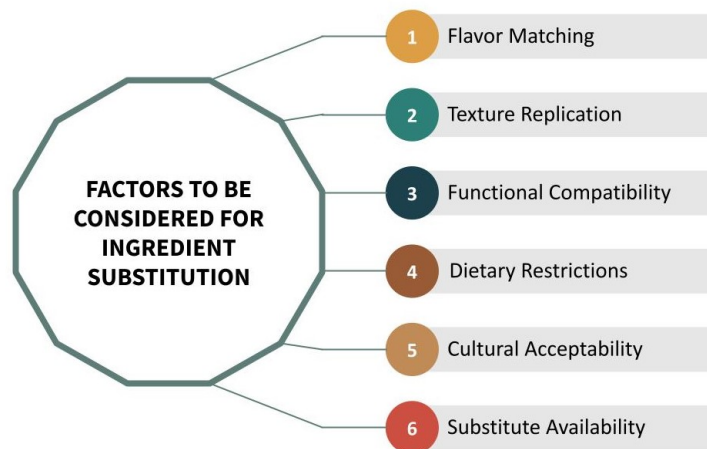 FACTORS TO BE
CONSIDERED FOR
INGREDIENT
SUBSTITUTION
1 Flavor Matching
2 Texture Replication
3 Functional Compatibility
4 Dietary Restrictions
5 Cultural Acceptability
6 Substitute Availability